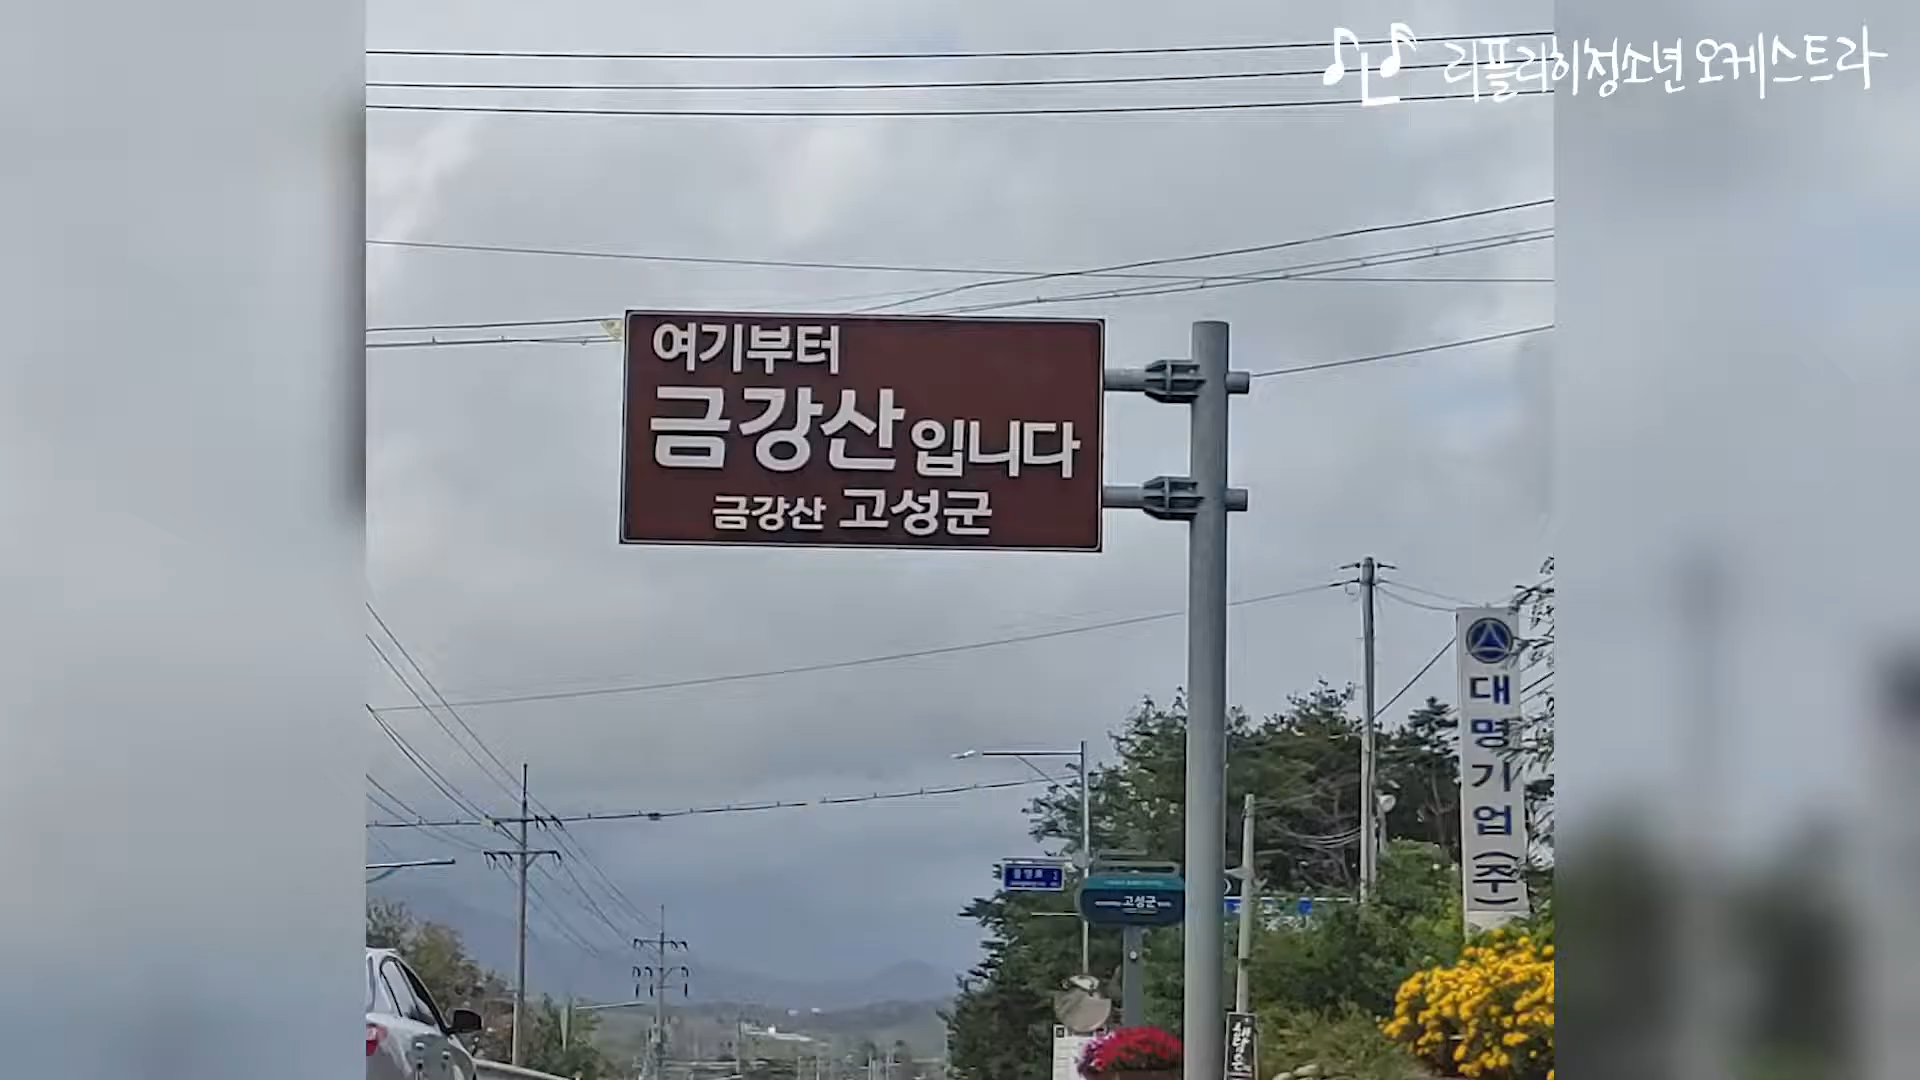 리플러히청소년오케스트라
여기부터
금강산입니다
금강산 고성군
대명기업(주)
고성군